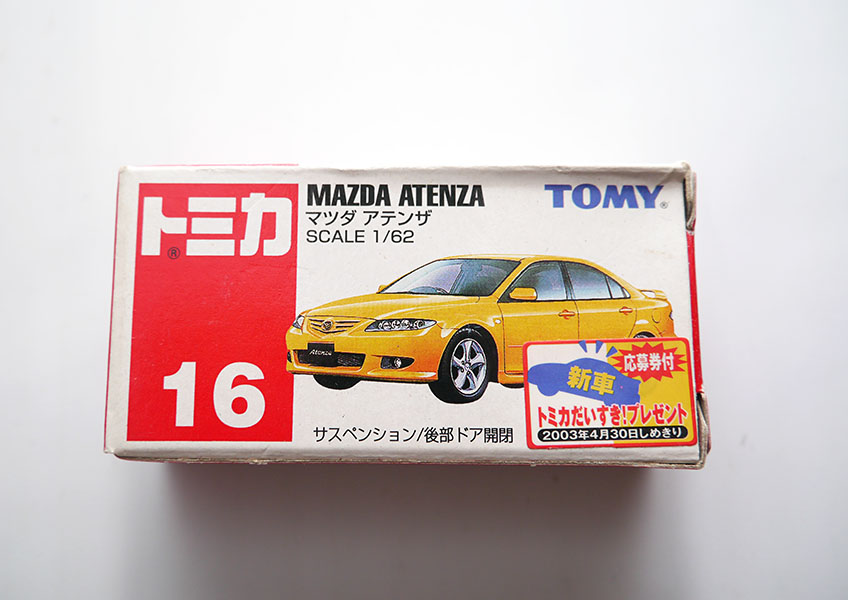 トミカ
®
16
MAZDA ATENZA
マツダ アテンザ
SCALE 1/62
TOMY®
Atenza
サスペンション/後部ドア開閉
新車
応募券付
トミカだいすき!プレゼント
2003年4月30日しめきり